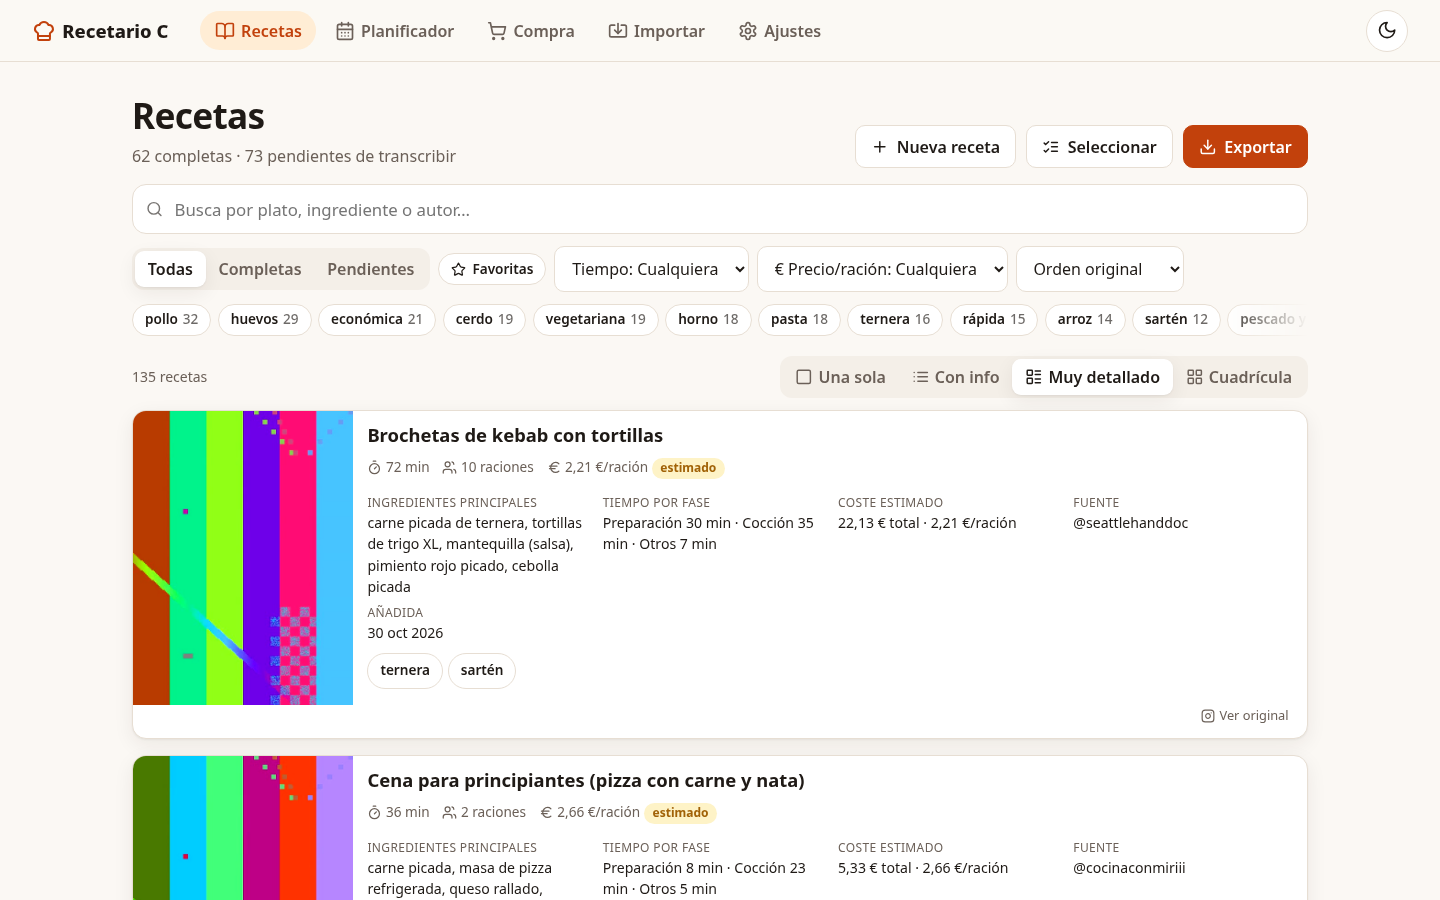 Recetario C
Recetas
Planificador
Compra
Importar
Ajustes
Recetas
62 completas · 73 pendientes de transcribir
Nueva receta
Seleccionar
Exportar
Busca por plato, ingrediente o autor...
Todas
Completas
Pendientes
Favoritas
Tiempo: Cualquiera
€ Precio/ración: Cualquiera
Orden original
pollo 32
huevos 29
económica 21
cerdo 19
vegetariana 19
horno 18
pasta 18
ternera 16
rápida 15
arroz 14
sartén 12
pescado y
135 recetas
Una sola
Con info
Muy detallado
Cuadrícula
Brochetas de kebab con tortillas
72 min
10 raciones
2,21 €/ración
estimado
INGREDIENTES PRINCIPALES
carne picada de ternera, tortillas
de trigo XL, mantequilla (salsa),
pimiento rojo picado, cebolla
picada
TIEMPO POR FASE
Preparación 30 min · Cocción 35
min · Otros 7 min
COSTE ESTIMADO
22,13 € total · 2,21 €/ración
FUENTE
@seattlehanddoc
AÑADIDA
30 oct 2026
ternera
sartén
Ver original
Cena para principiantes (pizza con carne y nata)
36 min
2 raciones
2,66 €/ración
estimado
INGREDIENTES PRINCIPALES
carne picada, masa de pizza
refrigerada, queso rallado,
TIEMPO POR FASE
Preparación 8 min · Cocción 23
min · Otros 5 min
COSTE ESTIMADO
5,33 € total · 2,66 €/ración
FUENTE
@cocinaconmiriii